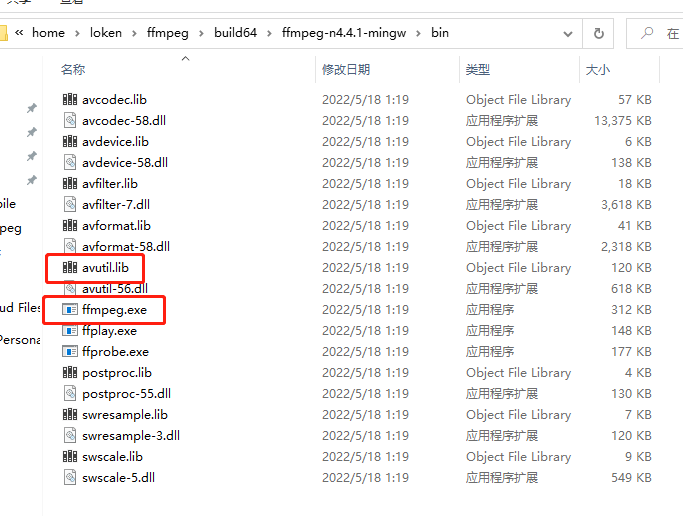 共享 查看
« home › loken › ffmpeg › build64 › ffmpeg-n4.4.1-mingw › bin 在
名称 修改日期 类型 大小
avcodec.lib 2022/5/18 1:19 Object File Library 57 KB
avcodec-58.dll 2022/5/18 1:19 应用程序扩展 13,375 KB
avdevice.lib 2022/5/18 1:19 Object File Library 6 KB
avdevice-58.dll 2022/5/18 1:19 应用程序扩展 138 KB
avfilter.lib 2022/5/18 1:19 Object File Library 18 KB
bile avfilter-7.dll 2022/5/18 1:19 应用程序扩展 3,618 KB
peg avformat.lib 2022/5/18 1:19 Object File Library 41 KB
avformat-58.dll 2022/5/18 1:19 应用程序扩展 2,318 KB
avutil.lib 2022/5/18 1:19 Object File Library 120 KB
avutil-56.dll 2022/5/18 1:19 应用程序扩展 618 KB
ud Files ffmpeg.exe 2022/5/18 1:19 应用程序 312 KB
Persona ffplay.exe 2022/5/18 1:19 应用程序 148 KB
ffprobe.exe 2022/5/18 1:19 应用程序 177 KB
postproc.lib 2022/5/18 1:19 Object File Library 4 KB
postproc-55.dll 2022/5/18 1:19 应用程序扩展 130 KB
swresample.lib 2022/5/18 1:19 Object File Library 7 KB
swresample-3.dll 2022/5/18 1:19 应用程序扩展 120 KB
swscale.lib 2022/5/18 1:19 Object File Library 9 KB
swscale-5.dll 2022/5/18 1:19 应用程序扩展 549 KB